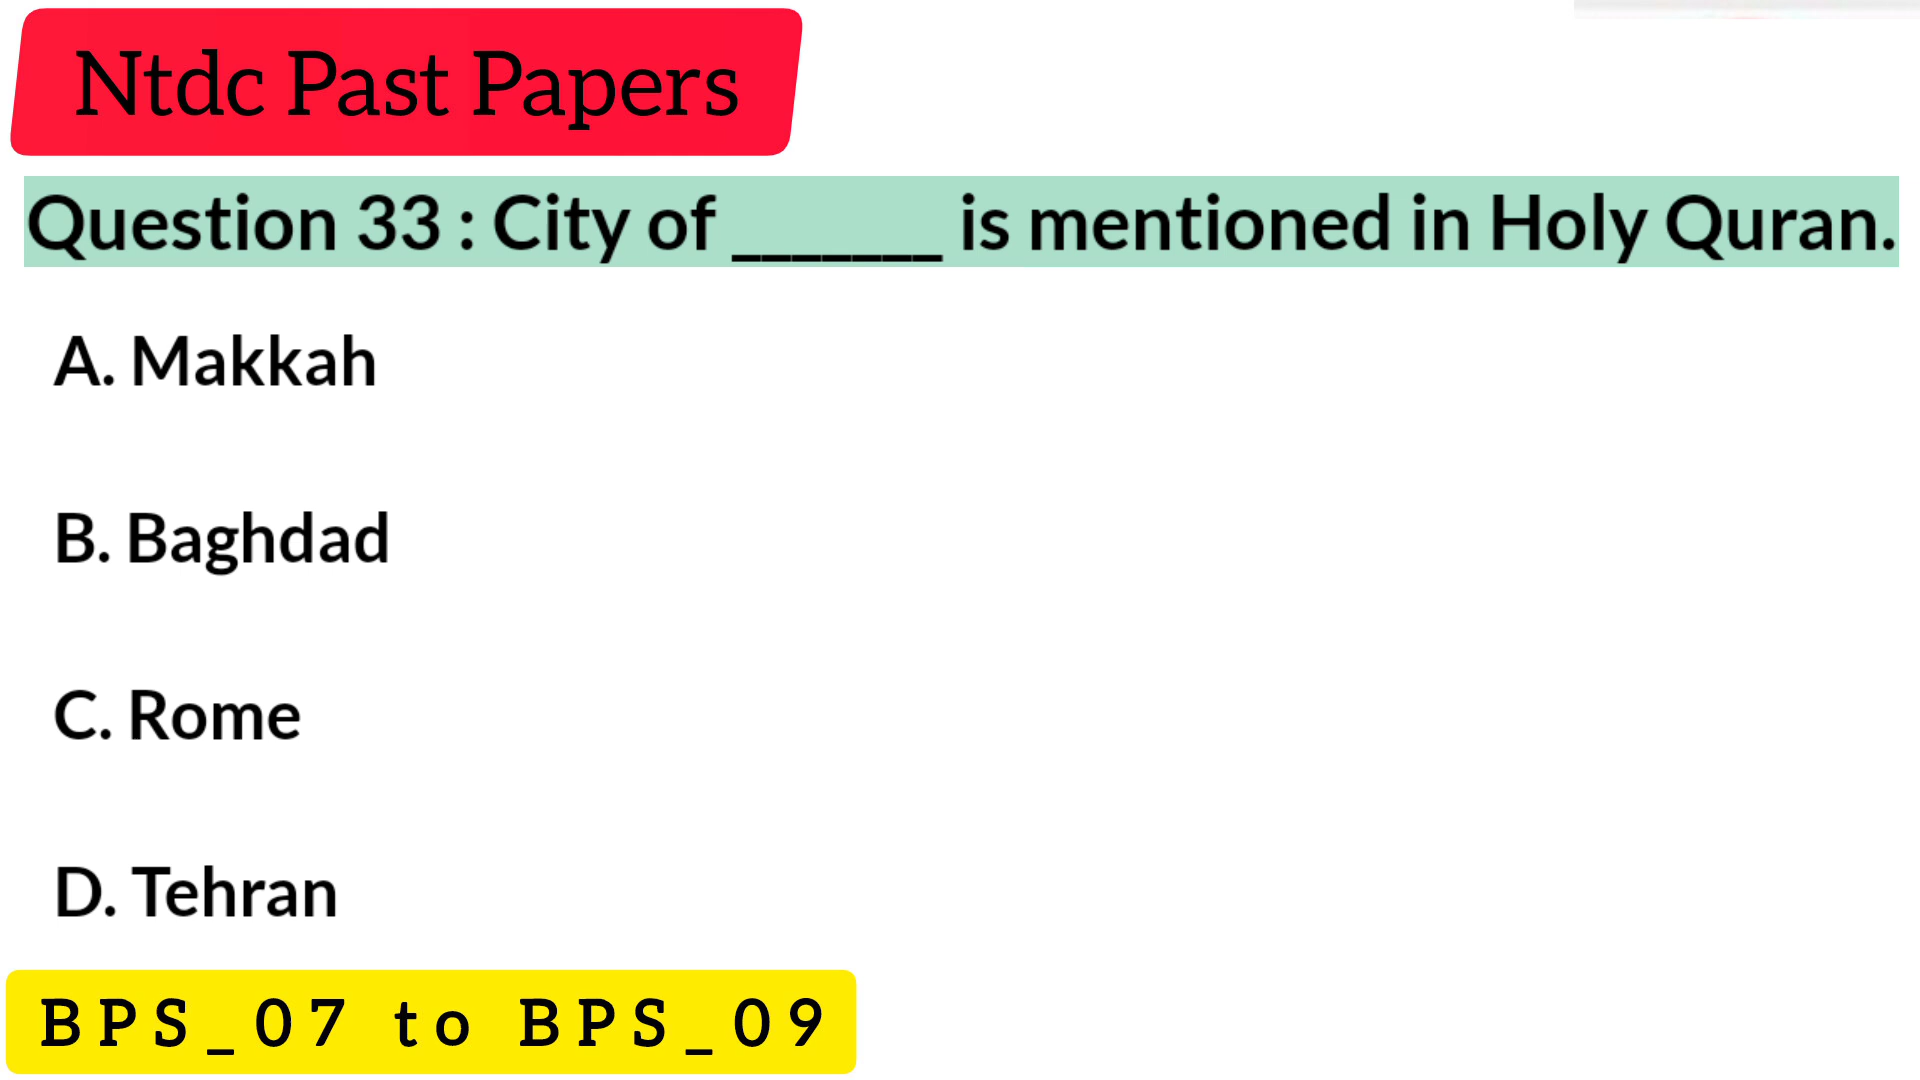 Ntdc Past Papers
Question 33 : City of _______ is mentioned in Holy Quran.
A. Makkah
B. Baghdad
C. Rome
D. Tehran
BPS_07 to BPS_09